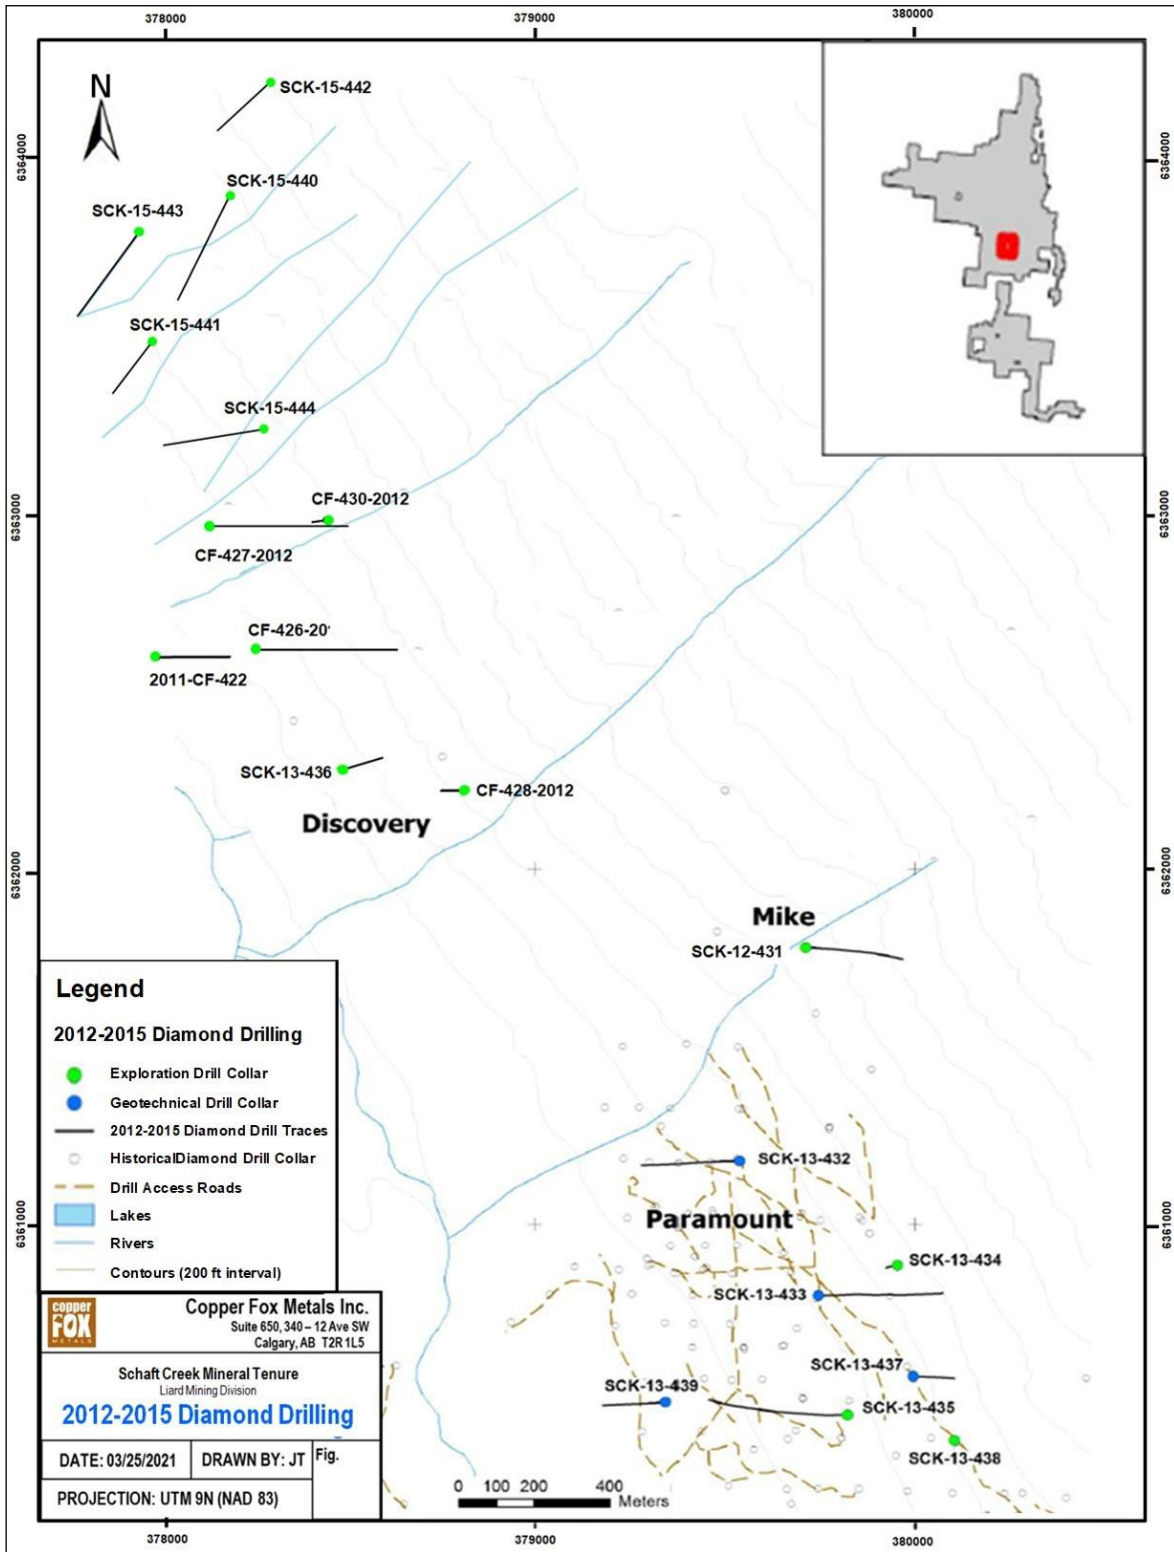 378000
379000
380000
N
SCK-15-442
6364000
6364000
SCK-15-440
SCK-15-443
SCK-15-441
SCK-15-444
CF-430-2012
6363000
6363000
CF-427-2012
CF-426-20
2011-CF-422
SCK-13-436
CF-428-2012
Discovery
6362000
6362000
Mike
SCK-12-431
Legend
2012-2015 Diamond Drilling
Exploration Drill Collar
Geotechnical Drill Collar
2012-2015 Diamond Drill Traces
HistoricalDiamond Drill Collar
Drill Access Roads
Lakes
Rivers
Contours (200 ft interval)
SCK-13-432
Paramount
6361000
6361000
SCK-13-434
SCK-13-433
SCK-13-437
SCK-13-439
SCK-13-435
SCK-13-438
copper
FOX
METALS
Copper Fox Metals Inc.
Suite 650, 340 – 12 Ave SW
Calgary, AB T2R 1L5
Schaft Creek Mineral Tenure
Liard Mining Division
2012-2015 Diamond Drilling
DATE: 03/25/2021
DRAWN BY: JT
Fig.
PROJECTION: UTM 9N (NAD 83)
0 100 200 400
Meters
378000
379000
380000